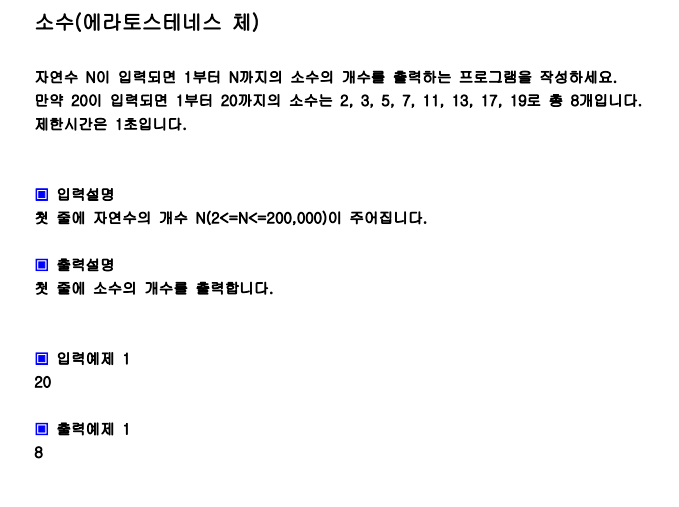 소수(에라토스테네스 체)
자연수 N이 입력되면 1부터 N까지의 소수의 개수를 출력하는 프로그램을 작성하세요.
만약 20이 입력되면 1부터 20까지의 소수는 2, 3, 5, 7, 11, 13, 17, 19로 총 8개입니다.
제한시간은 1초입니다.
▣ 입력설명
첫 줄에 자연수의 개수 N(2<=N<=200,000)이 주어집니다.
▣ 출력설명
첫 줄에 소수의 개수를 출력합니다.
▣ 입력예제 1
20
▣ 출력예제 1
8